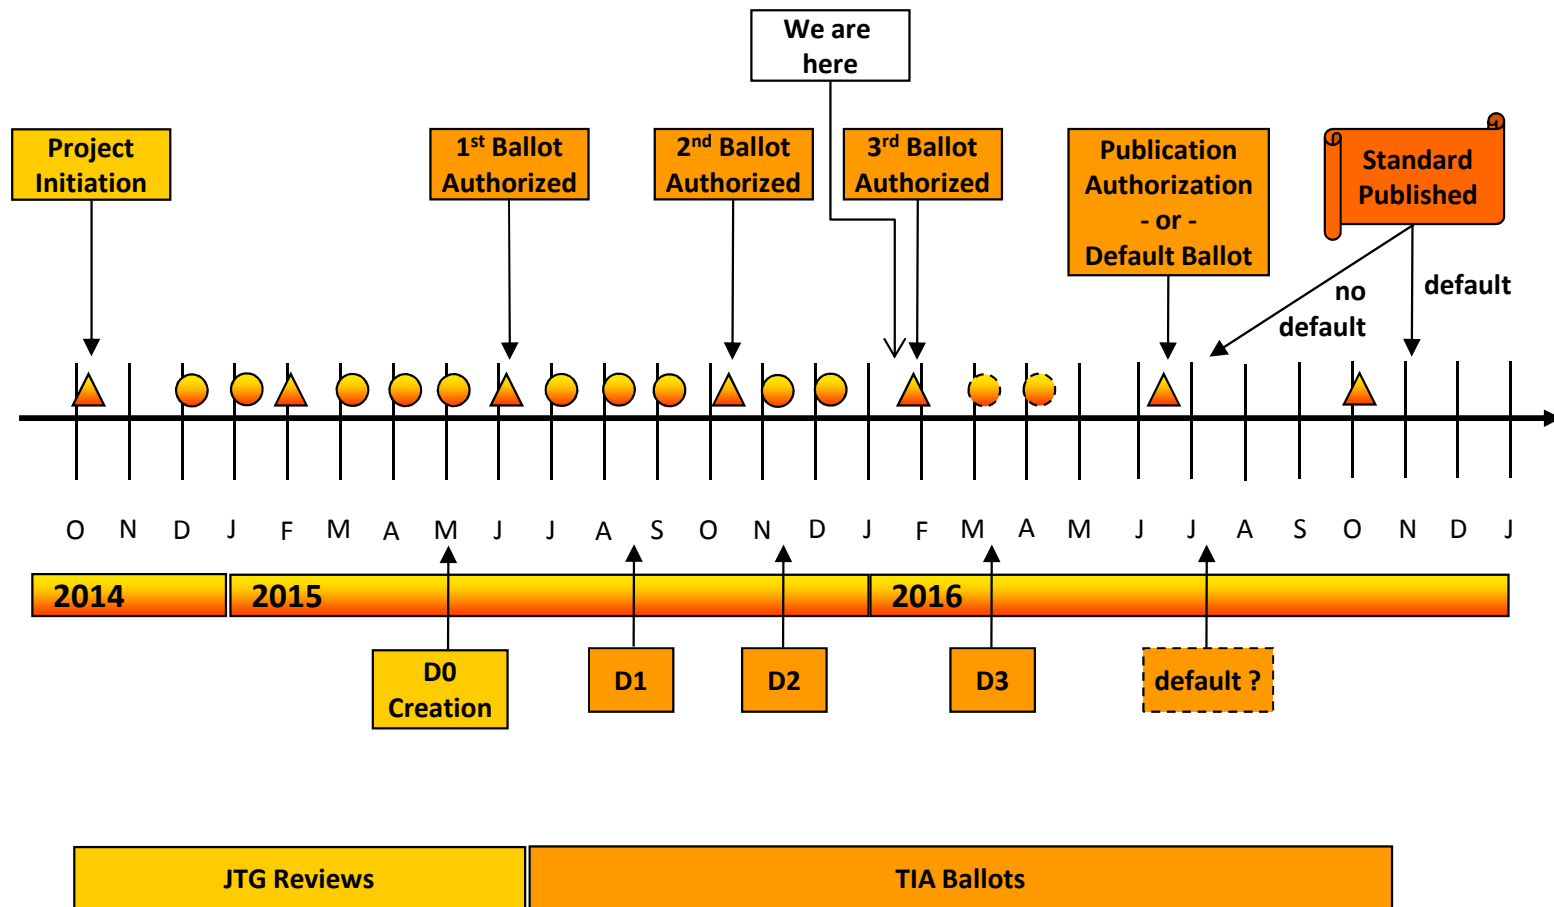 We are
here
Project
Initiation
1st Ballot
Authorized
2nd Ballot
Authorized
3rd Ballot
Authorized
Publication
Authorization
- or -
Default Ballot
Standard
Published
no
default
default
O N D J F M A M J J A S O N D J F M A M J J A S O N D J
2014 2015 2016
D0
Creation
D1
D2
D3
default ?
JTG Reviews
TIA Ballots